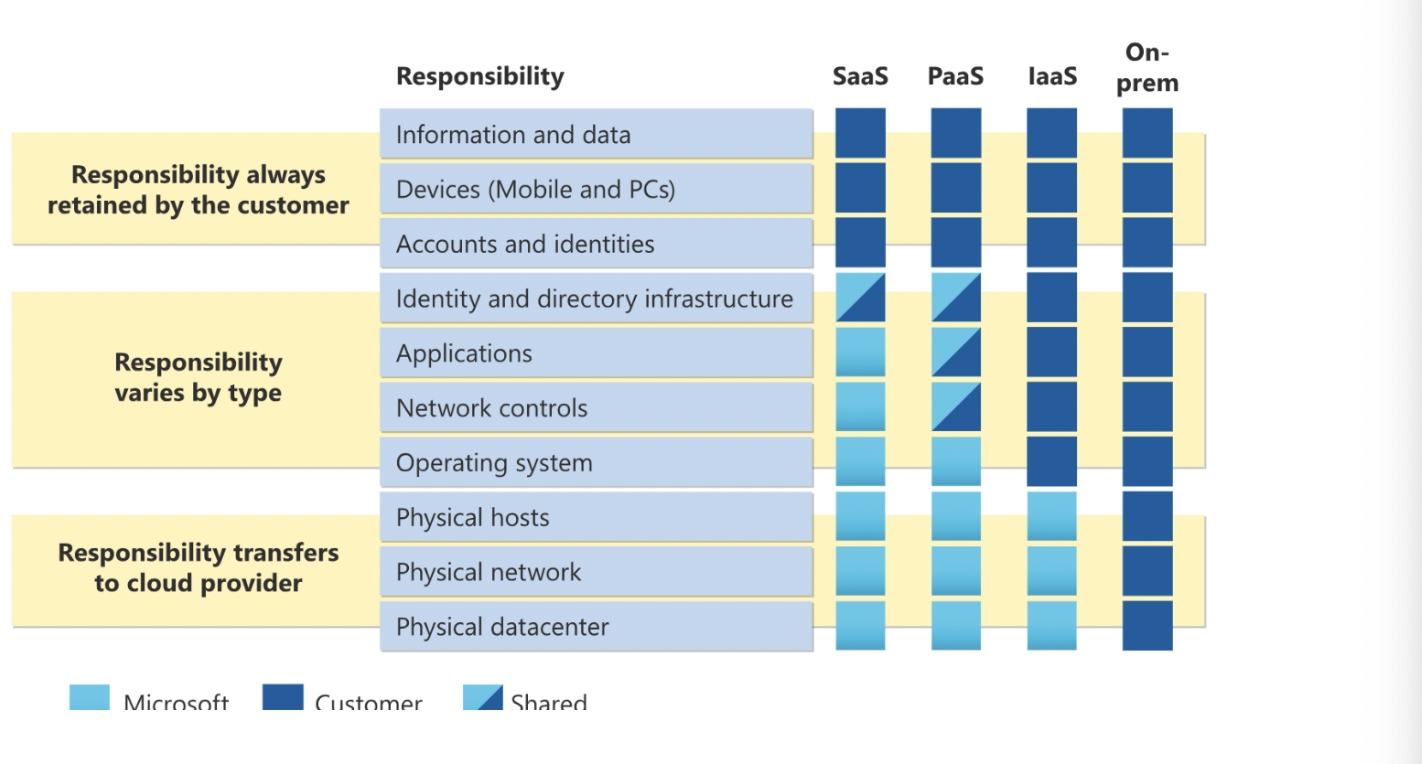 Responsibility
SaaS
PaaS
IaaS
On-
prem
Responsibility always
retained by the customer
Information and data
Devices (Mobile and PCs)
Accounts and identities
Responsibility
varies by type
Identity and directory infrastructure
Applications
Network controls
Operating system
Responsibility transfers
to cloud provider
Physical hosts
Physical network
Physical datacenter
Microsoft
Customer
Shared